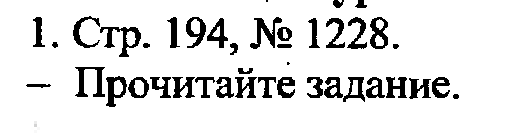 1. Стр. 194, № 1228.
– Прочитайте задание.